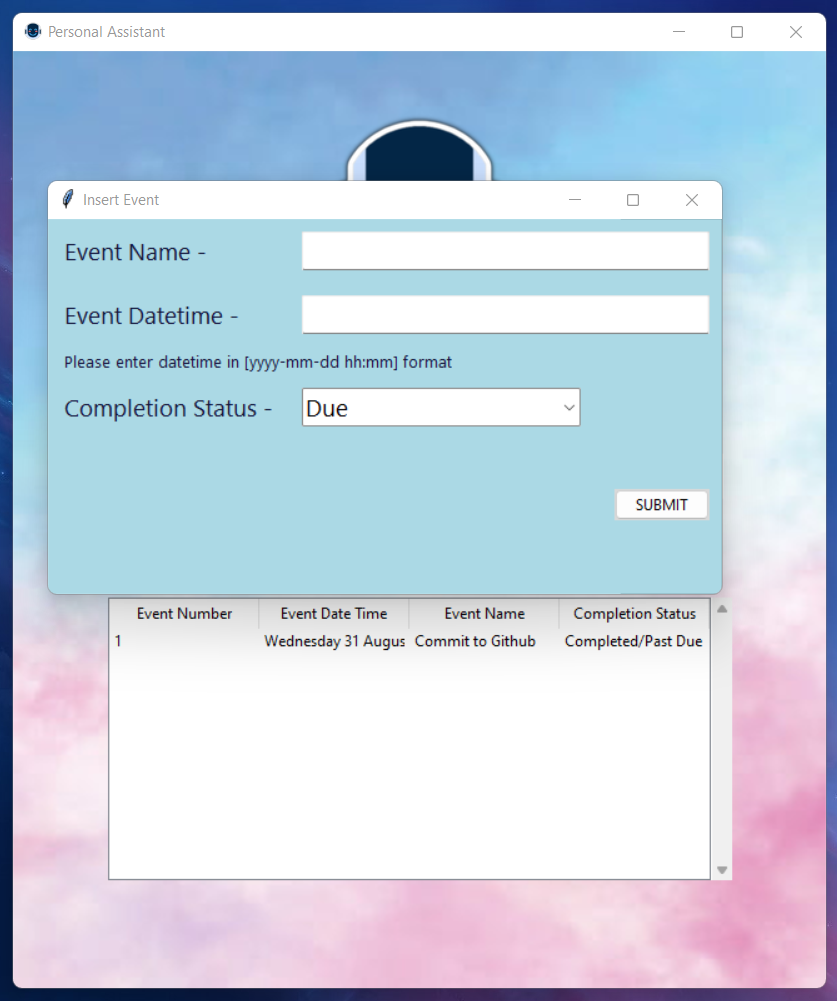 Personal Assistant
Insert Event
Event Name -
Event Datetime -
Please enter datetime in [yyyy-mm-dd hh:mm] format
Completion Status -
Due
SUBMIT
Event Number Event Date Time Event Name Completion Status
1 Wednesday 31 Augus Commit to Github Completed/Past Due